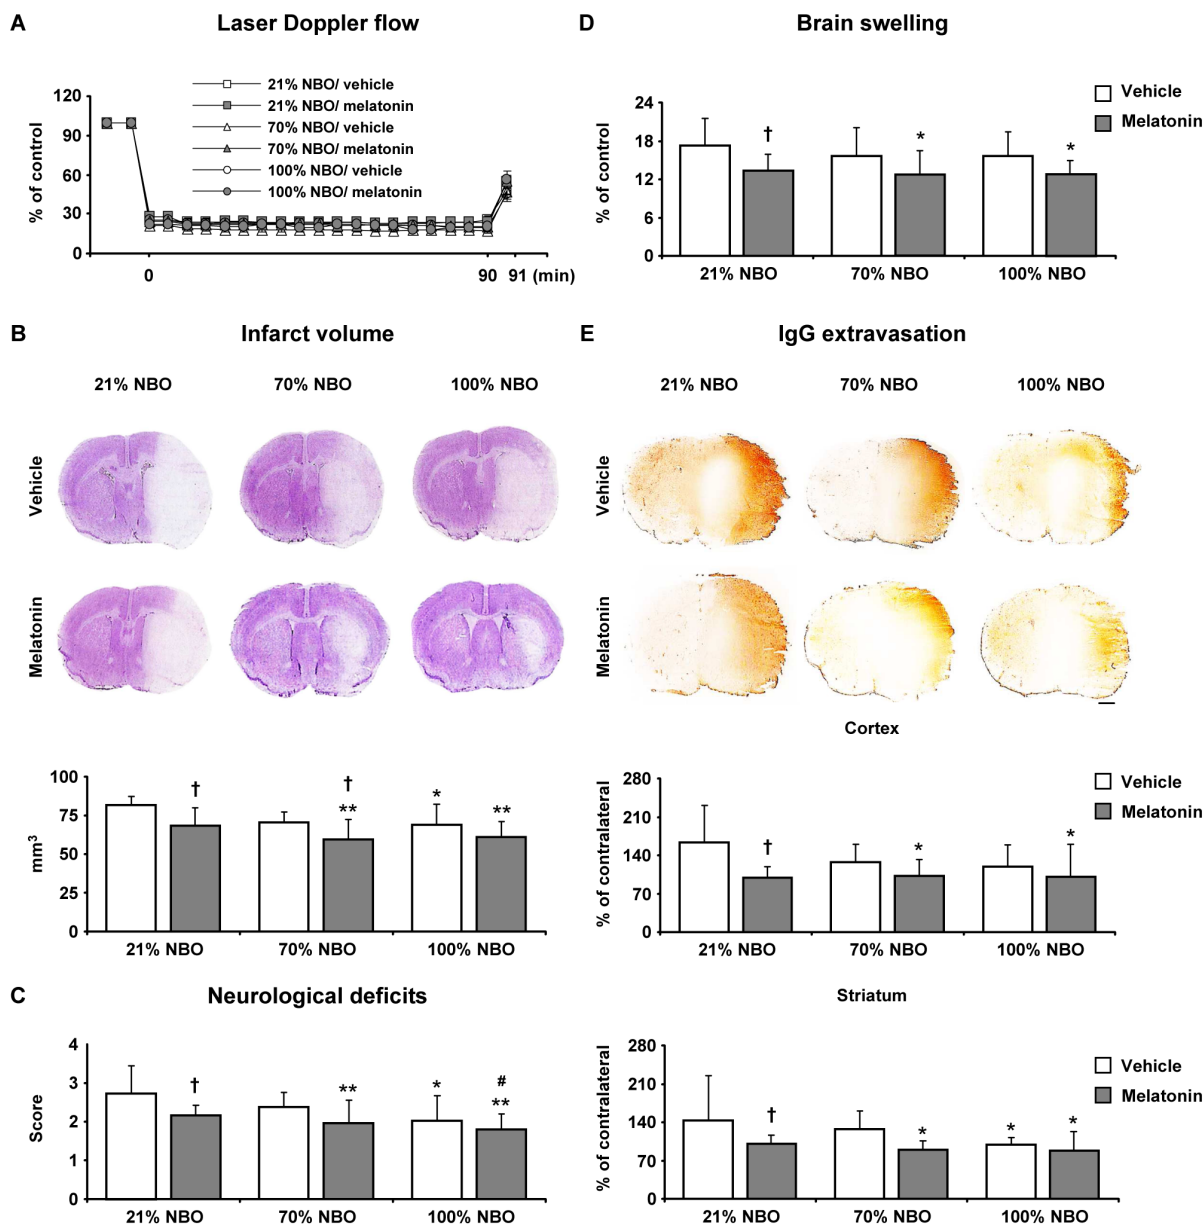 A Laser Doppler flow
% of control
120
90
60
30
0
21% NBO/ vehicle
21% NBO/ melatonin
70% NBO/ vehicle
70% NBO/ melatonin
100% NBO/ vehicle
100% NBO/ melatonin
0 90 91 (min)
B Infarct volume
21% NBO 70% NBO 100% NBO
Vehicle
Melatonin
mm³
100
75
50
25
0
†
†
**
*
**
21% NBO 70% NBO 100% NBO
C Neurological deficits
Score
4
3
2
1
0
†
**
*
#
**
21% NBO 70% NBO 100% NBO
D Brain swelling
Vehicle
Melatonin
% of control
24
18
12
6
0
† * *
21% NBO 70% NBO 100% NBO
E IgG extravasation
21% NBO 70% NBO 100% NBO
Vehicle
Melatonin
Cortex
Vehicle
Melatonin
% of contralateral
280
210
140
70
0
† * *
21% NBO 70% NBO 100% NBO
Striatum
Vehicle
Melatonin
% of contralateral
280
210
140
70
0
† * * *
21% NBO 70% NBO 100% NBO